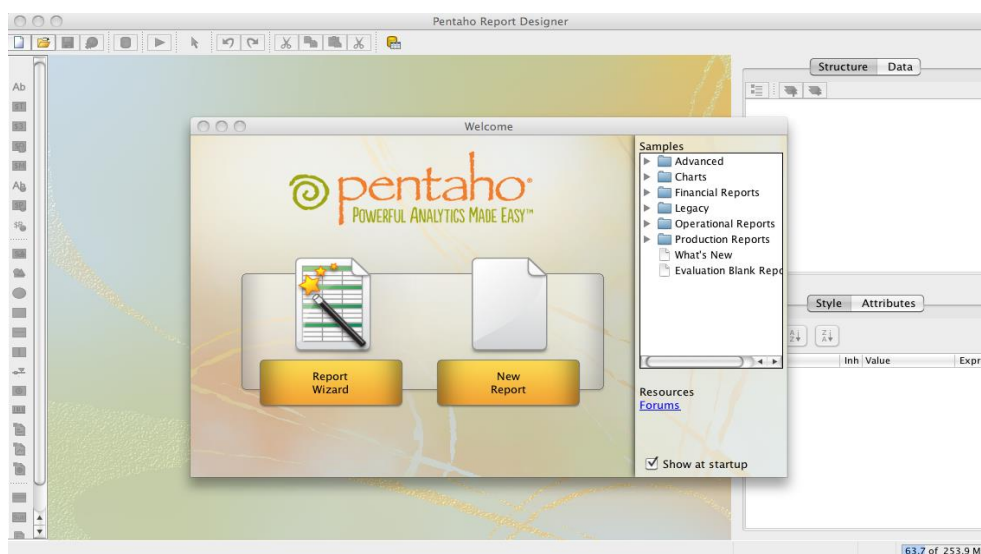 Pentaho Report Designer
Structure Data
Ab
Welcome
pentaho
POWERFUL ANALYTICS MADE EASY™
Report
Wizard
New
Report
Samples
Advanced
Charts
Financial Reports
Legacy
Operational Reports
Production Reports
What's New
Evaluation Blank Repo
Resources
Forums
Show at startup
Style Attributes
Inh Value Expr
63.7 of 253.9 M